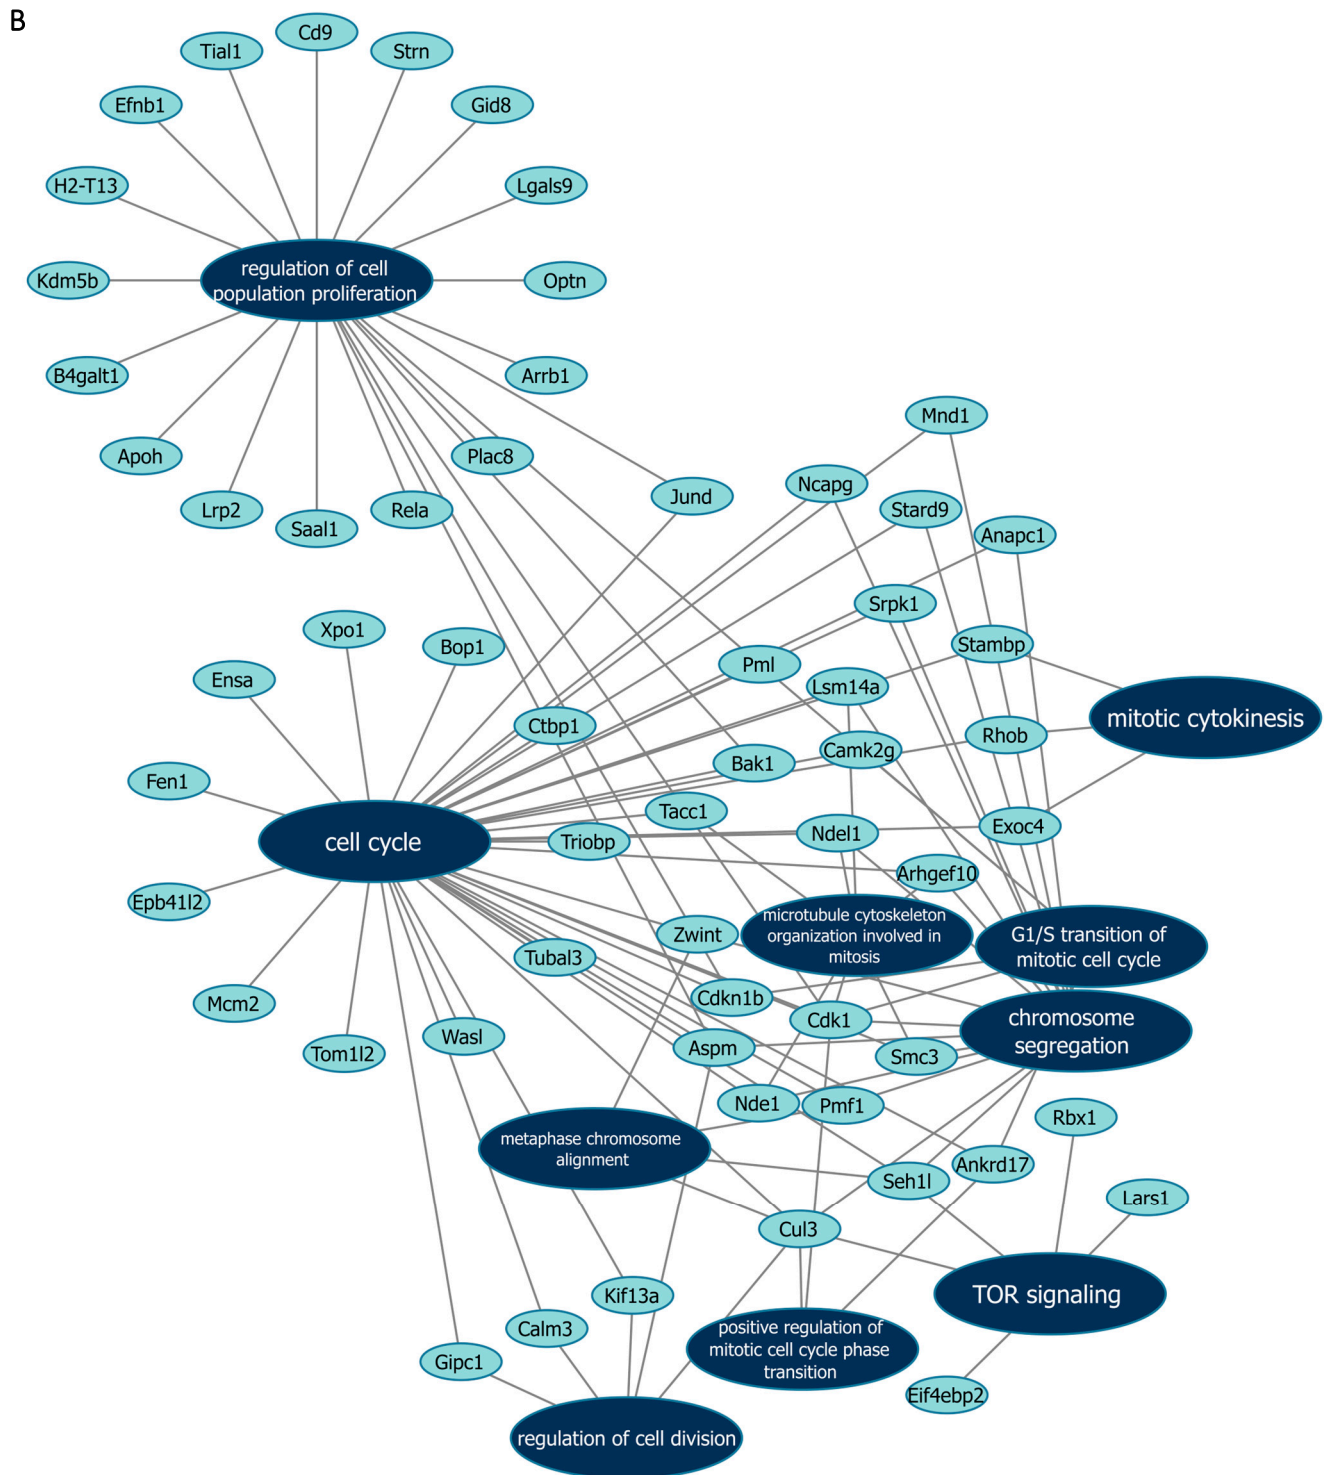 B
Cd9
Tial1
Strn
Efnb1
Gid8
H2-T13
Lgals9
regulation of cell
population proliferation
Kdm5b
Optn
B4galt1
Arrb1
Mnd1
Apoh
Plac8
Ncapg
Jund
Lrp2
Rela
Stard9
Saal1
Anapc1
Srpk1
Xpo1
Bop1
Stambp
Pml
Ensa
Lsm14a
mitotic cytokinesis
Ctbp1
Rhob
Camk2g
Bak1
Fen1
Tacc1
Exoc4
Ndel1
cell cycle
Triobp
Arhgef10
Epb41l2
microtubule cytoskeleton
organization involved in
mitosis
Zwint
G1/S transition of
mitotic cell cycle
Tubal3
Cdkn1b
Mcm2
Cdk1
chromosome
segregation
Wasl
Tom1l2
Aspm
Smc3
Nde1
Pmf1
Rbx1
metaphase chromosome
alignment
Ankrd17
Seh1l
Lars1
Cul3
Kif13a
TOR signaling
Calm3
positive regulation of
mitotic cell cycle phase
transition
Gipc1
Eif4ebp2
regulation of cell division